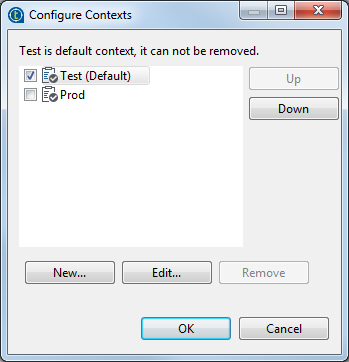 Configure Contexts
Test is default context, it can not be removed.
Test (Default)
Prod
Up
Down
New...
Edit...
Remove
OK
Cancel